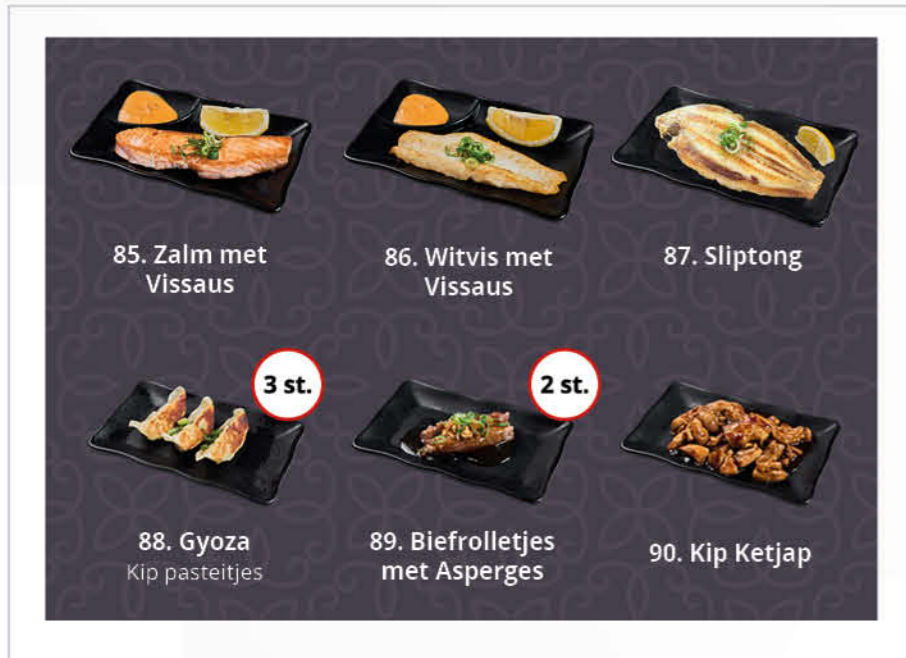 85. Zalm met
Vissaus
86. Witvis met
Vissaus
87. Sliptong
3 st.
2 st.
88. Gyoza
Kip pasteitjes
89. Biefrolletjes
met Asperges
90. Kip Ketjap